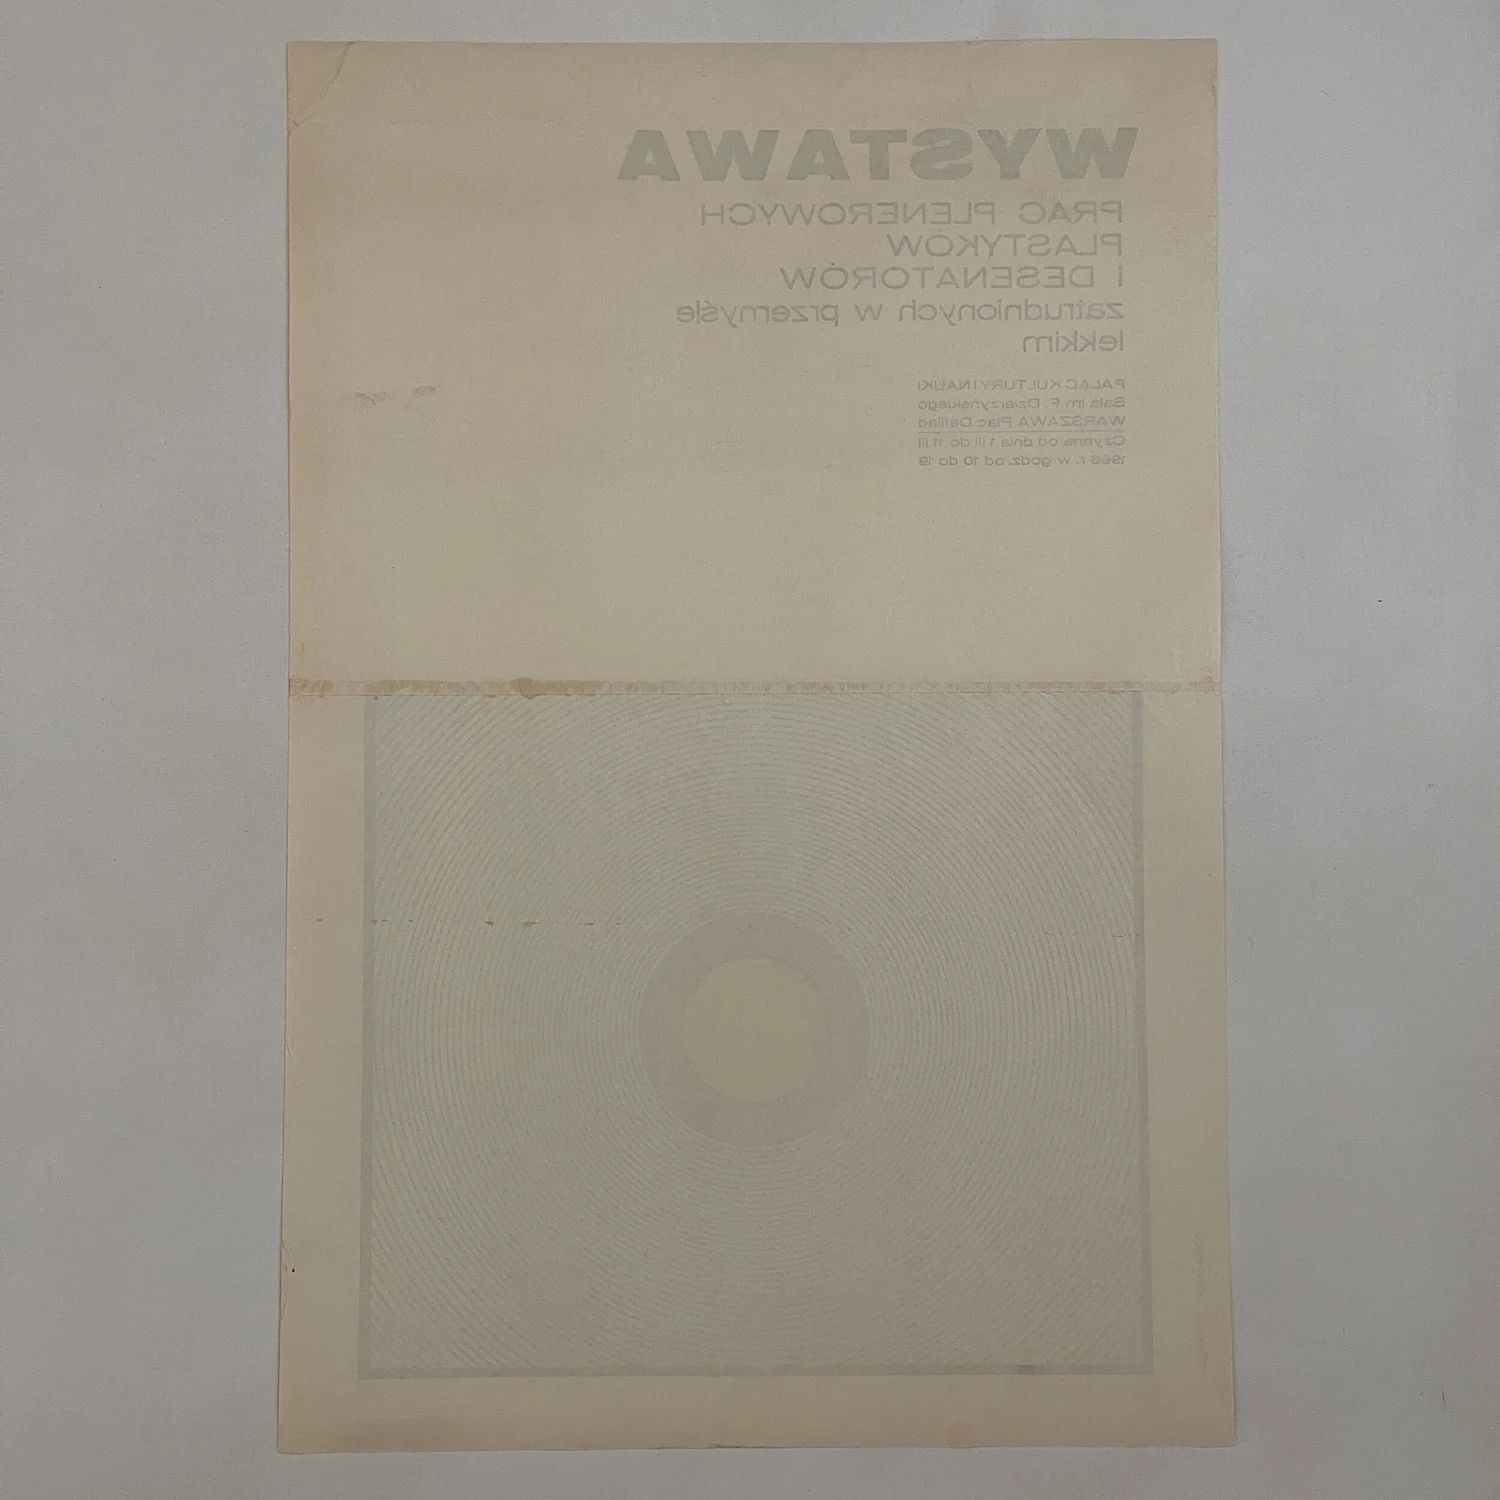 WYSTAWA
PRAC PLENEROWYCH
PLASTYKÓW
I DESENATORÓW
zatrudnionych w przemyśle
lekkim
PAŁAC KULTURY I NAUKI
Sala im F. Dzierżyńskiego
WARSZAWA Plac Defilad
Czynna od dnia 1 III do 11 III
1966 r. w godz. od 10 do 19